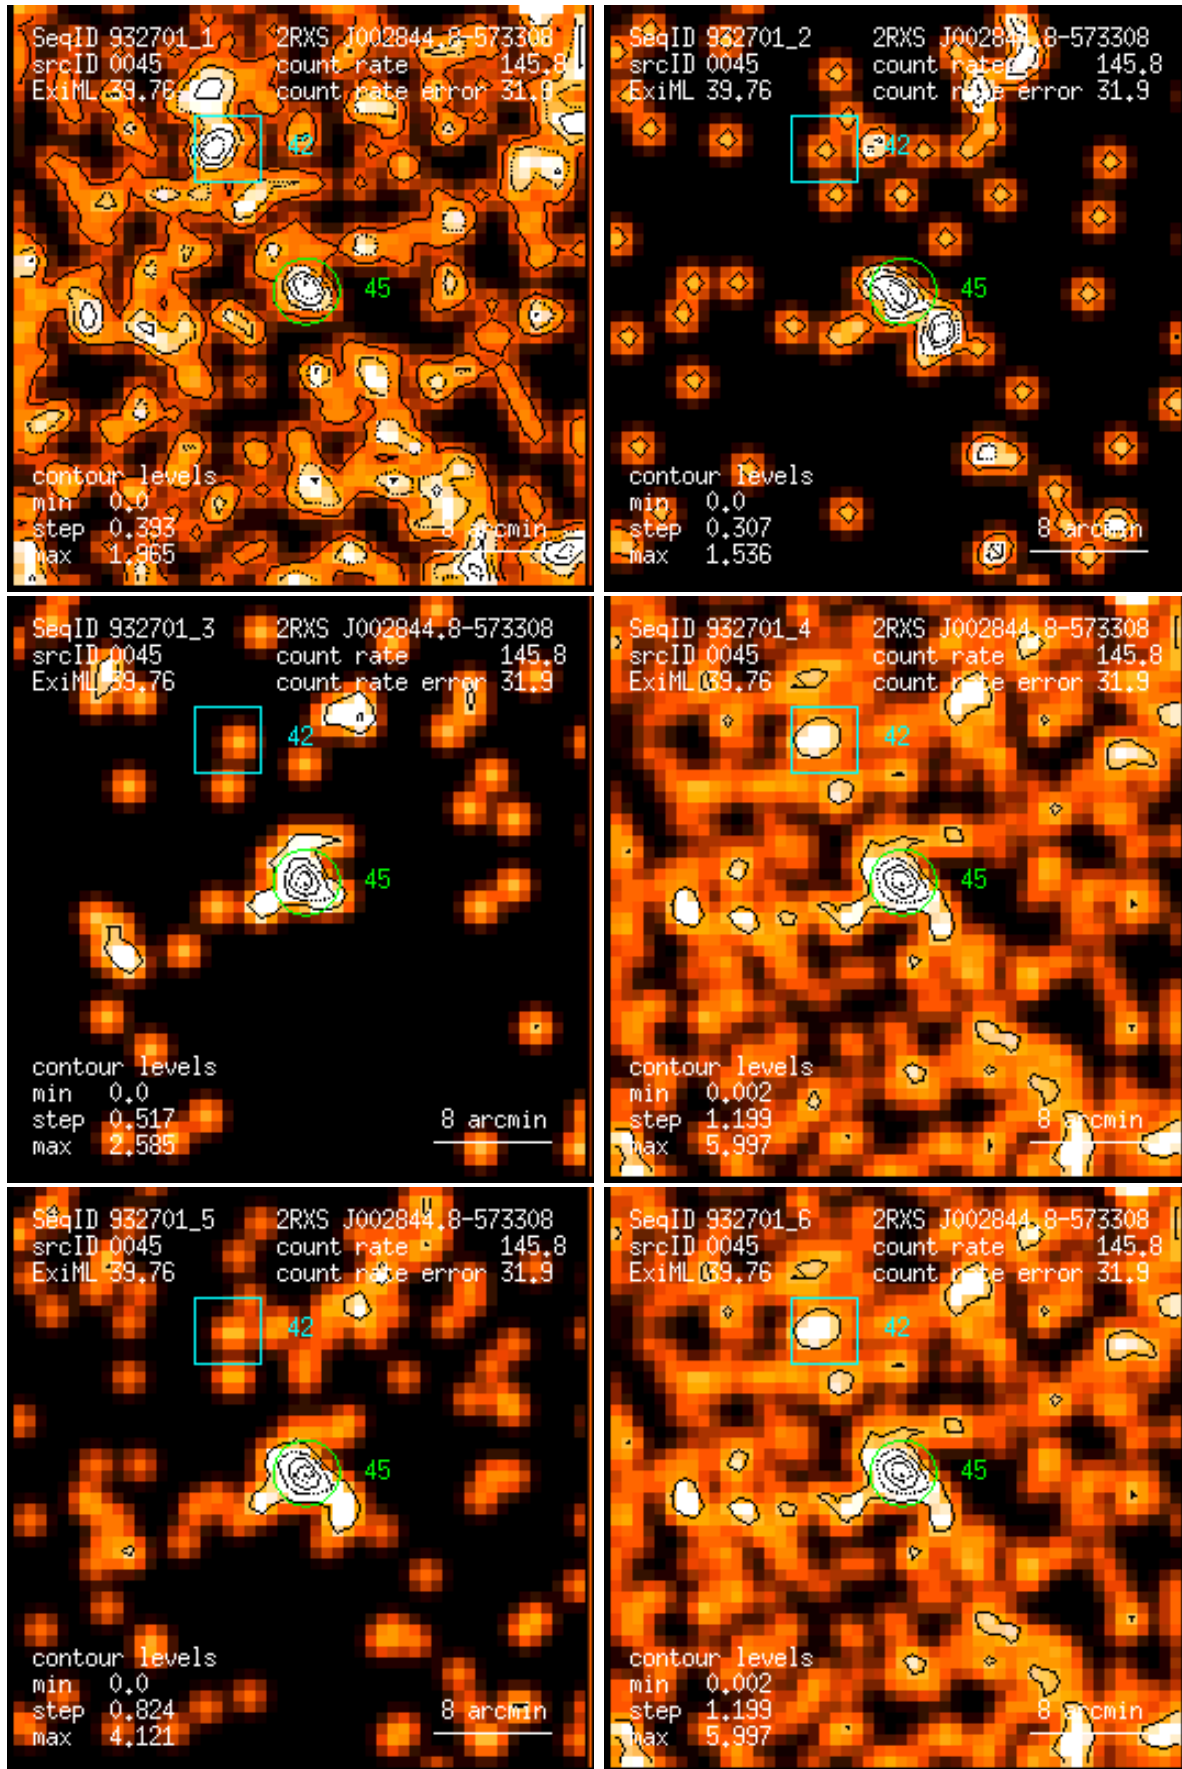 SeqID 932701_1 2RXS J002844.8-573308
srcID 0045 count rate 145.8
ExiML 39.76 count rate error 31.9
42
45
contour levels
min 0.0
step 0.393
max 1.965
8 arcmin
SeqID 932701_2 2RXS J002844.8-573308
srcID 0045 count rate 145.8
ExiML 39.76 count rate error 31.9
42
45
contour levels
min 0.0
step 0.307
max 1.536
8 arcmin
SeqID 932701_3 2RXS J002844.8-573308
srcID 0045 count rate 145.8
ExiML 39.76 count rate error 31.9
42
45
contour levels
min 0.0
step 0.517
max 2.585
8 arcmin
SeqID 932701_4 2RXS J002844.8-573308
srcID 0045 count rate 145.8
ExiML 39.76 count rate error 31.9
42
45
contour levels
min 0.002
step 1.199
max 5.997
8 arcmin
SeqID 932701_5 2RXS J002844.8-573308
srcID 0045 count rate 145.8
ExiML 39.76 count rate error 31.9
42
45
contour levels
min 0.0
step 0.824
max 4.121
8 arcmin
SeqID 932701_6 2RXS J002844.8-573308
srcID 0045 count rate 145.8
ExiML 39.76 count rate error 31.9
42
45
contour levels
min 0.002
step 1.199
max 5.997
8 arcmin